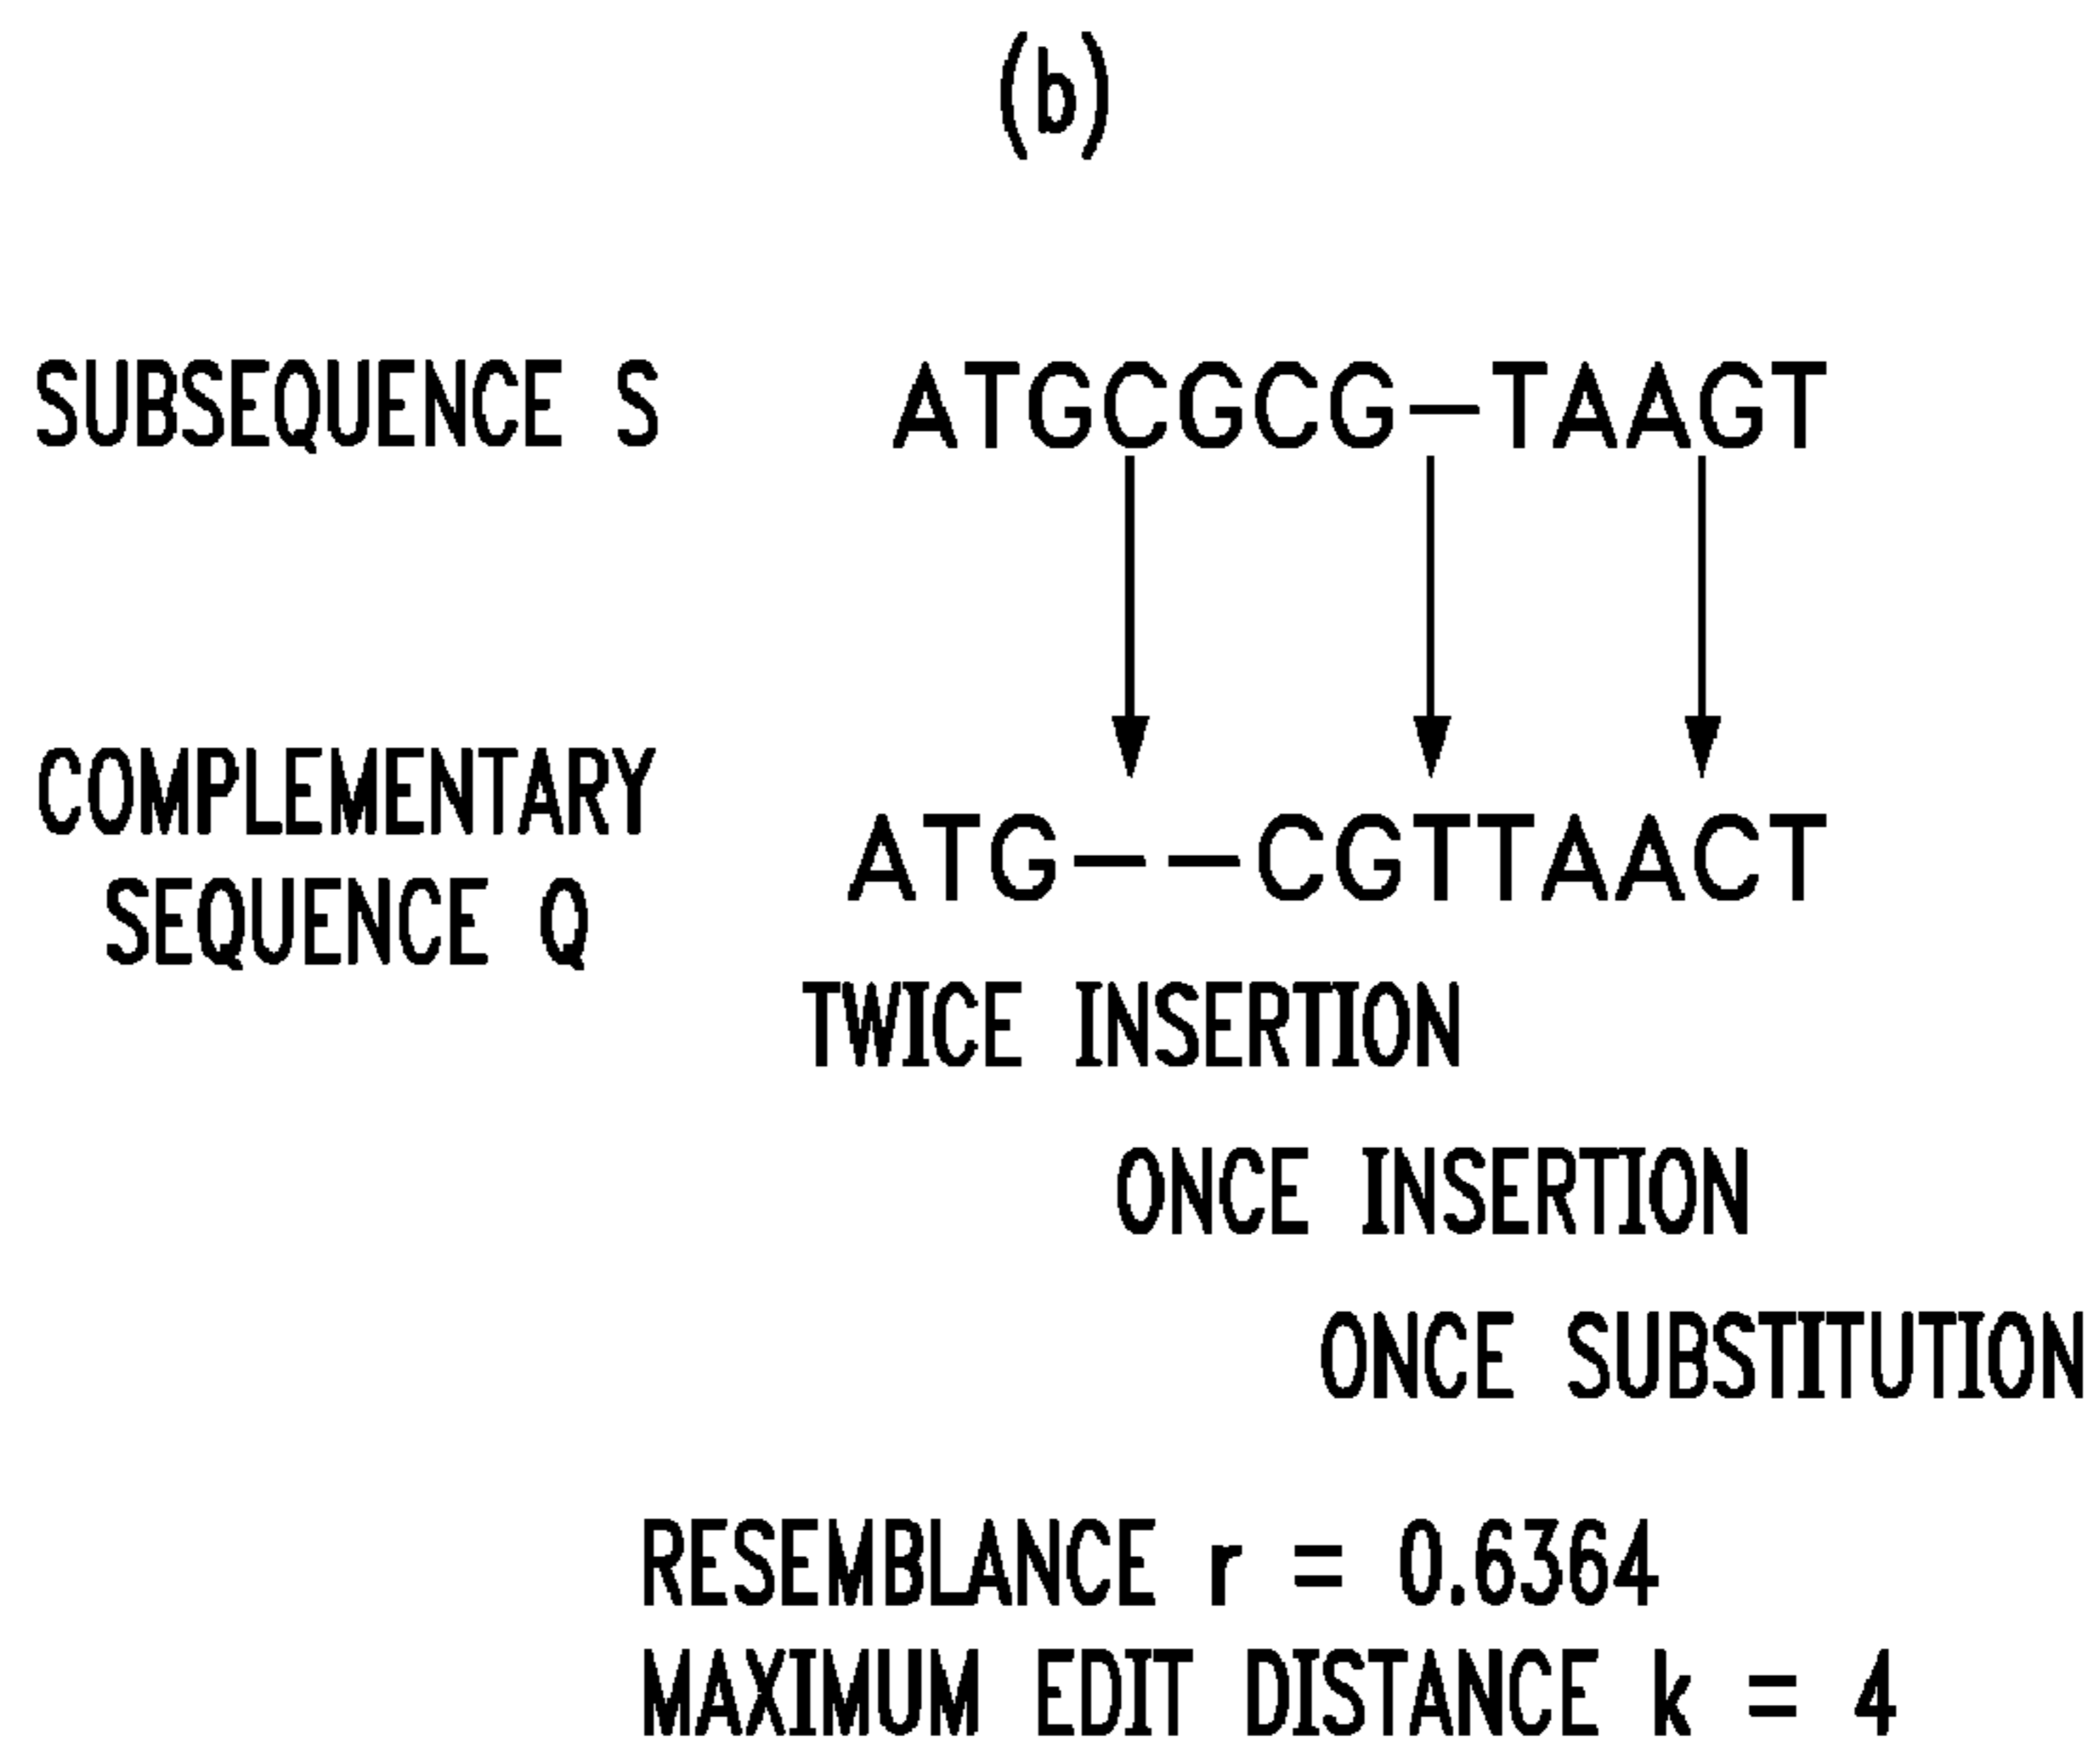 (b)
SUBSEQUENCE S ATGCGCG—TAAGT
COMPLEMENTARY
SEQUENCE Q ATG——CGTTAACT
TWICE INSERTION
ONCE INSERTION
ONCE SUBSTITUTION
RESEMBLANCE r = 0.6364
MAXIMUM EDIT DISTANCE k = 4